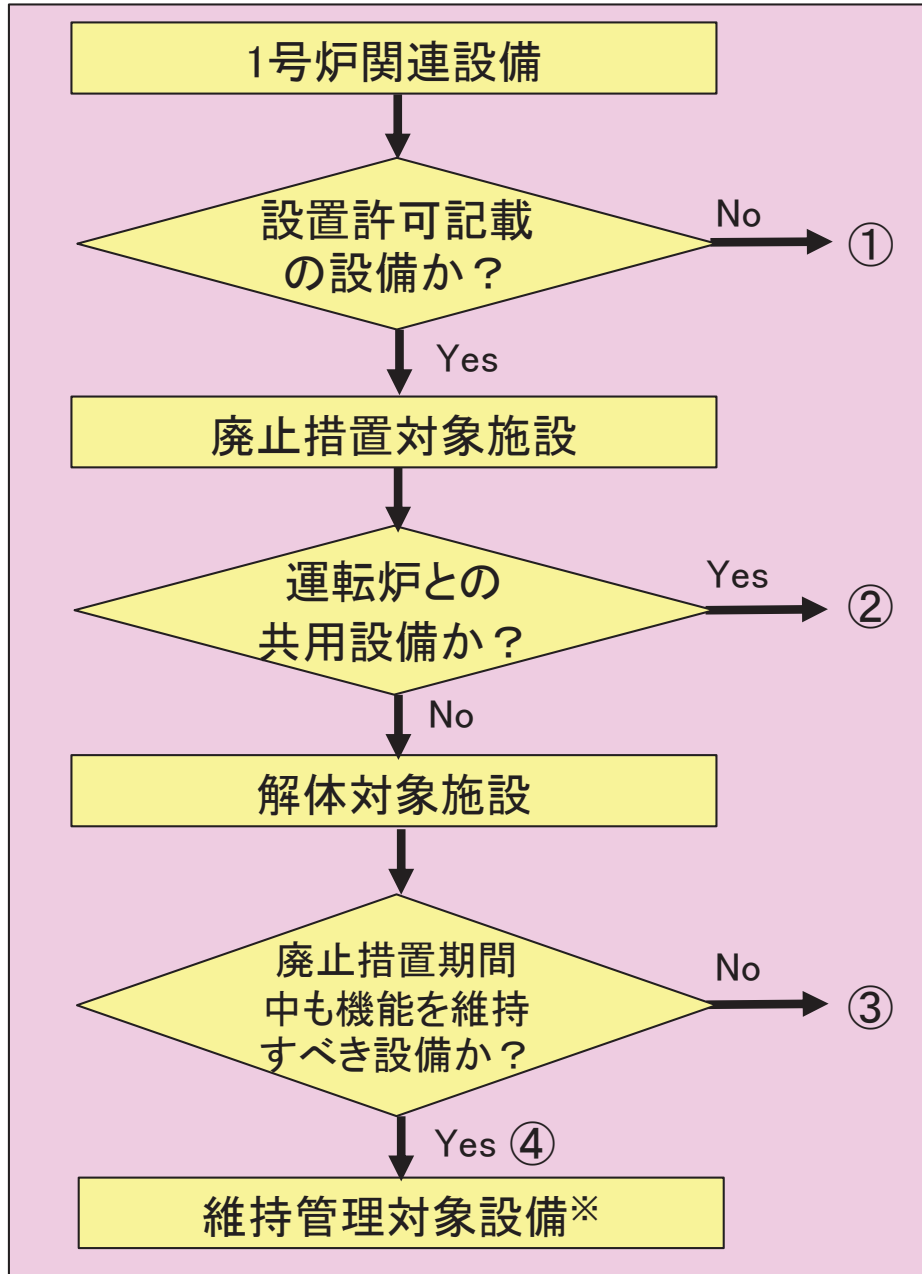 1号炉関連設備
設置許可記載
の設備か？
No
①
Yes
廃止措置対象施設
運転炉との
共用設備か？
Yes
②
No
解体対象施設
廃止措置期間
中も機能を維持
すべき設備か？
No
③
Yes ④
維持管理対象設備※